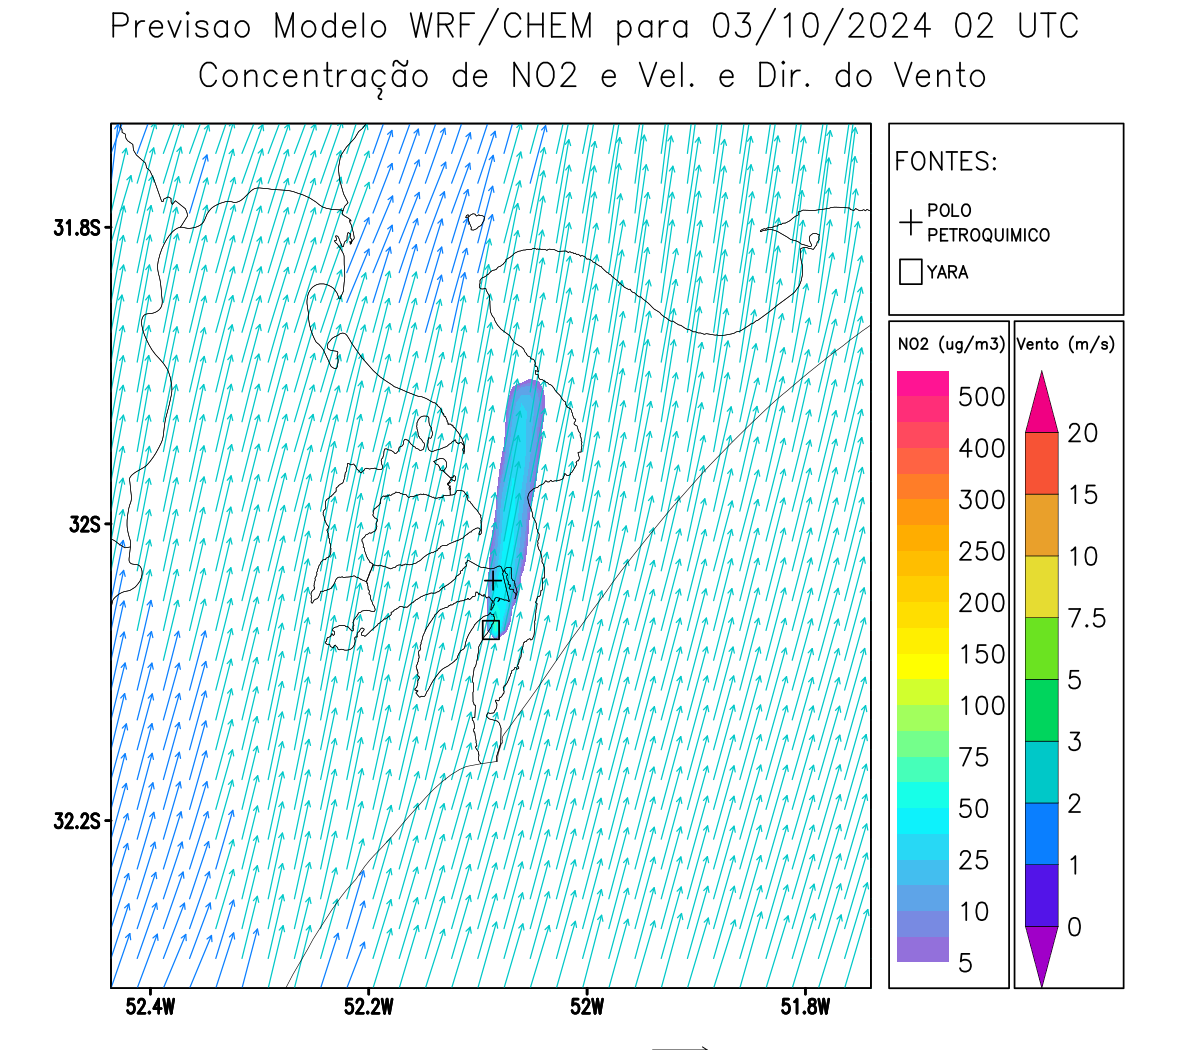 Previsao Modelo WRF/CHEM para 03/10/2024 02 UTC
Concentração de NO2 e Vel. e Dir. do Vento
FONTES:
POLO
PETROQUIMICO
YARA
NO2 (ug/m3)
500
400
300
250
200
150
100
75
50
25
10
5
Vento (m/s)
20
15
10
7.5
5
3
2
1
0
31.8S
32S
32.2S
52.4W
52.2W
52W
51.8W